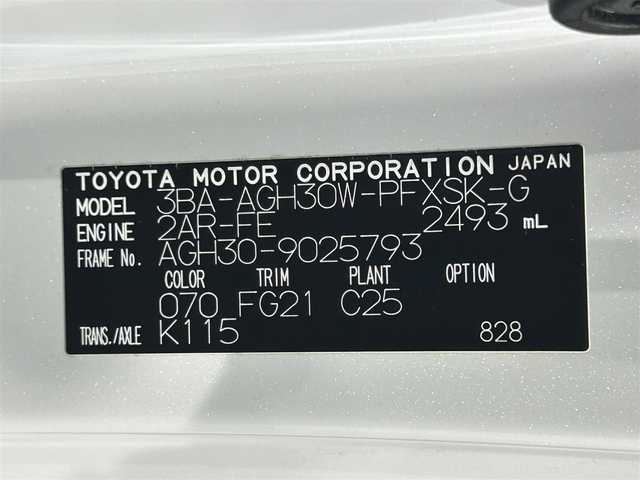 TOYOTA MOTOR CORPORATION JAPAN
MODEL 3BA-AGH30W-PFXSK-G
ENGINE 2AR-FE 2493 mL
FRAME No. AGH30-9025793
COLOR TRIM PLANT OPTION
070 FG21 C25
TRANS./AXLE K115 828